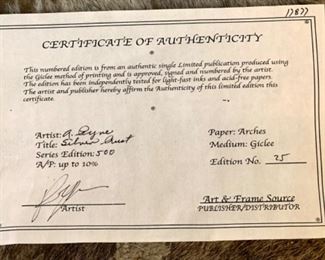 17877
CERTIFICATE OF AUTHENTICITY
This numbered edition is from an authentic single Limited publication produced using
the Giclee method of printing and is approved, signed and numbered by the artist.
The edition has been independently tested for light-fast inks and acid-free papers.
The artist and publisher hereby affirm the Authenticity of this limited edition this
certificate.
Artist: A. Dyne
Paper: Arches
Title: Silver Dust
Medium: Giclee
Series Edition: 500
Edition No. 25
A/P: up to 10%
Artist
Art & Frame Source
PUBLISHER/DISTRIBUTOR